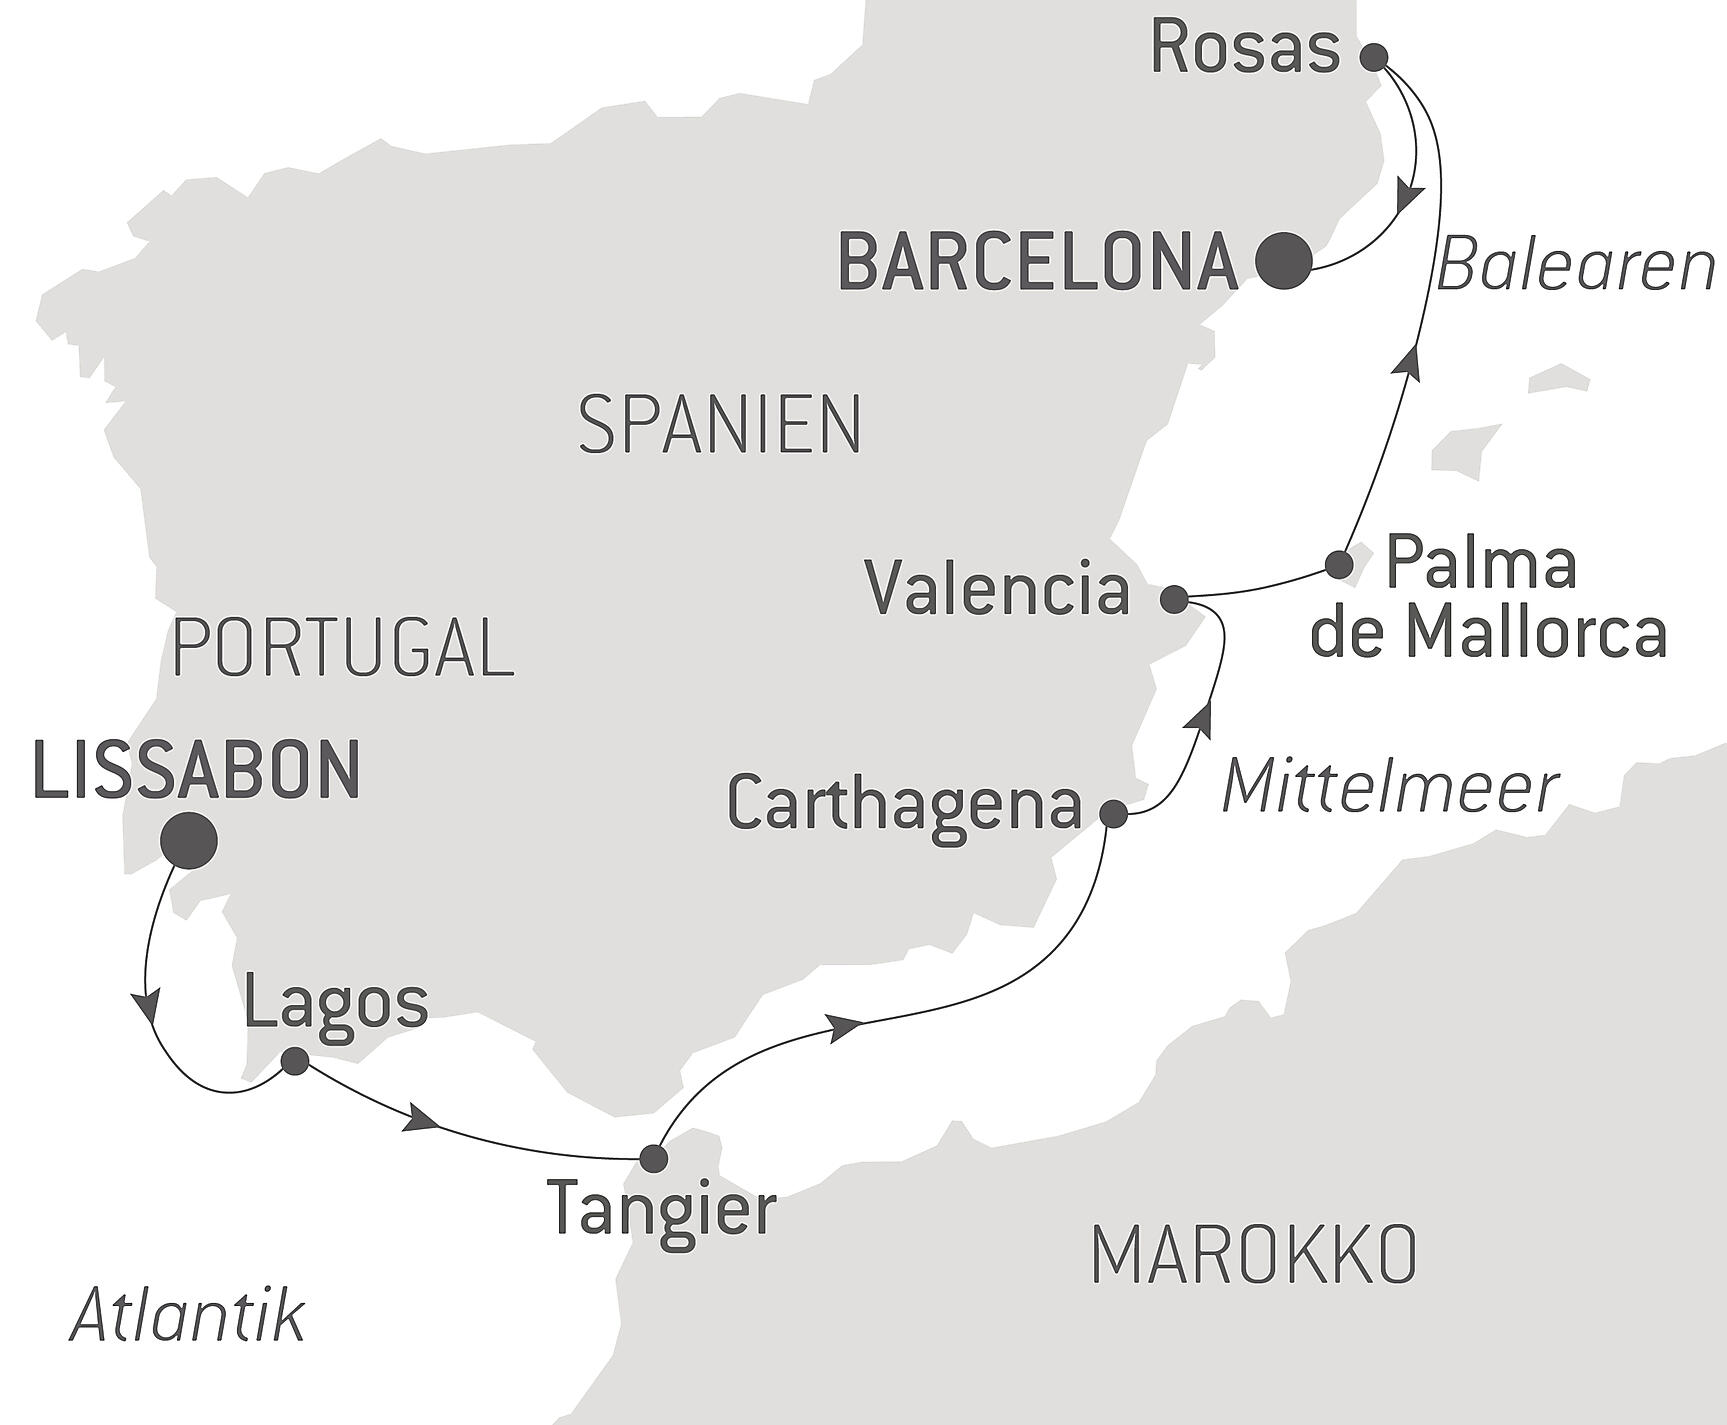 Rosas
BARCELONA
Balearen
SPANIEN
Palma
de Mallorca
Valencia
PORTUGAL
LISSABON
Carthagena
Mittelmeer
Lagos
Tangier
MAROKKO
Atlantik